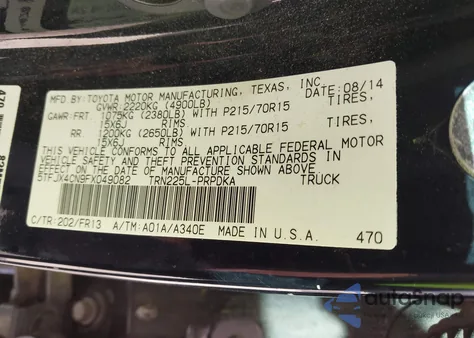 MFD BY:TOYOTA MOTOR MANUFACTURING, TEXAS, INC DATE:08/14
GVWR:2220KG (4900LB)
GAWR:FRT. 1075KG (2380LB) WITH P215/70R15 TIRES,
15X6J RIMS
RR. 1200KG (2650LB) WITH P215/70R15 TIRES,
15X6J RIMS
THIS VEHICLE CONFORMS TO ALL APPLICABLE FEDERAL MOTOR
VEHICLE SAFETY AND THEFT PREVENTION STANDARDS IN
EFFECT ON THE DATE OF MANUFACTURE SHOWN ABOVE.
5TFJX4CN9FX049082 TRN225L-PRPDKA TRUCK
C/TR:202/FR13 A/TM:A01A/A340E MADE IN U.S.A. 470
470
autoSnap